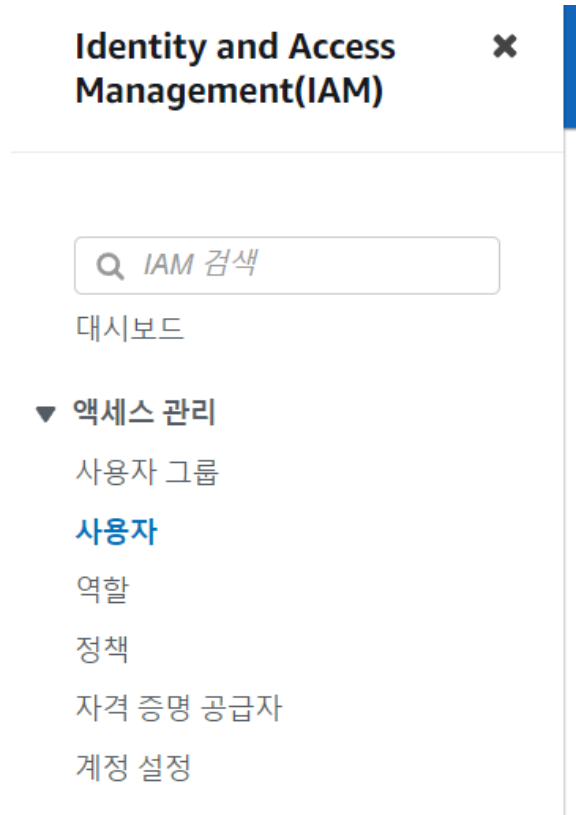 Identity and Access
Management(IAM)
IAM 검색
대시보드
액세스 관리
사용자 그룹
사용자
역할
정책
자격 증명 공급자
계정 설정